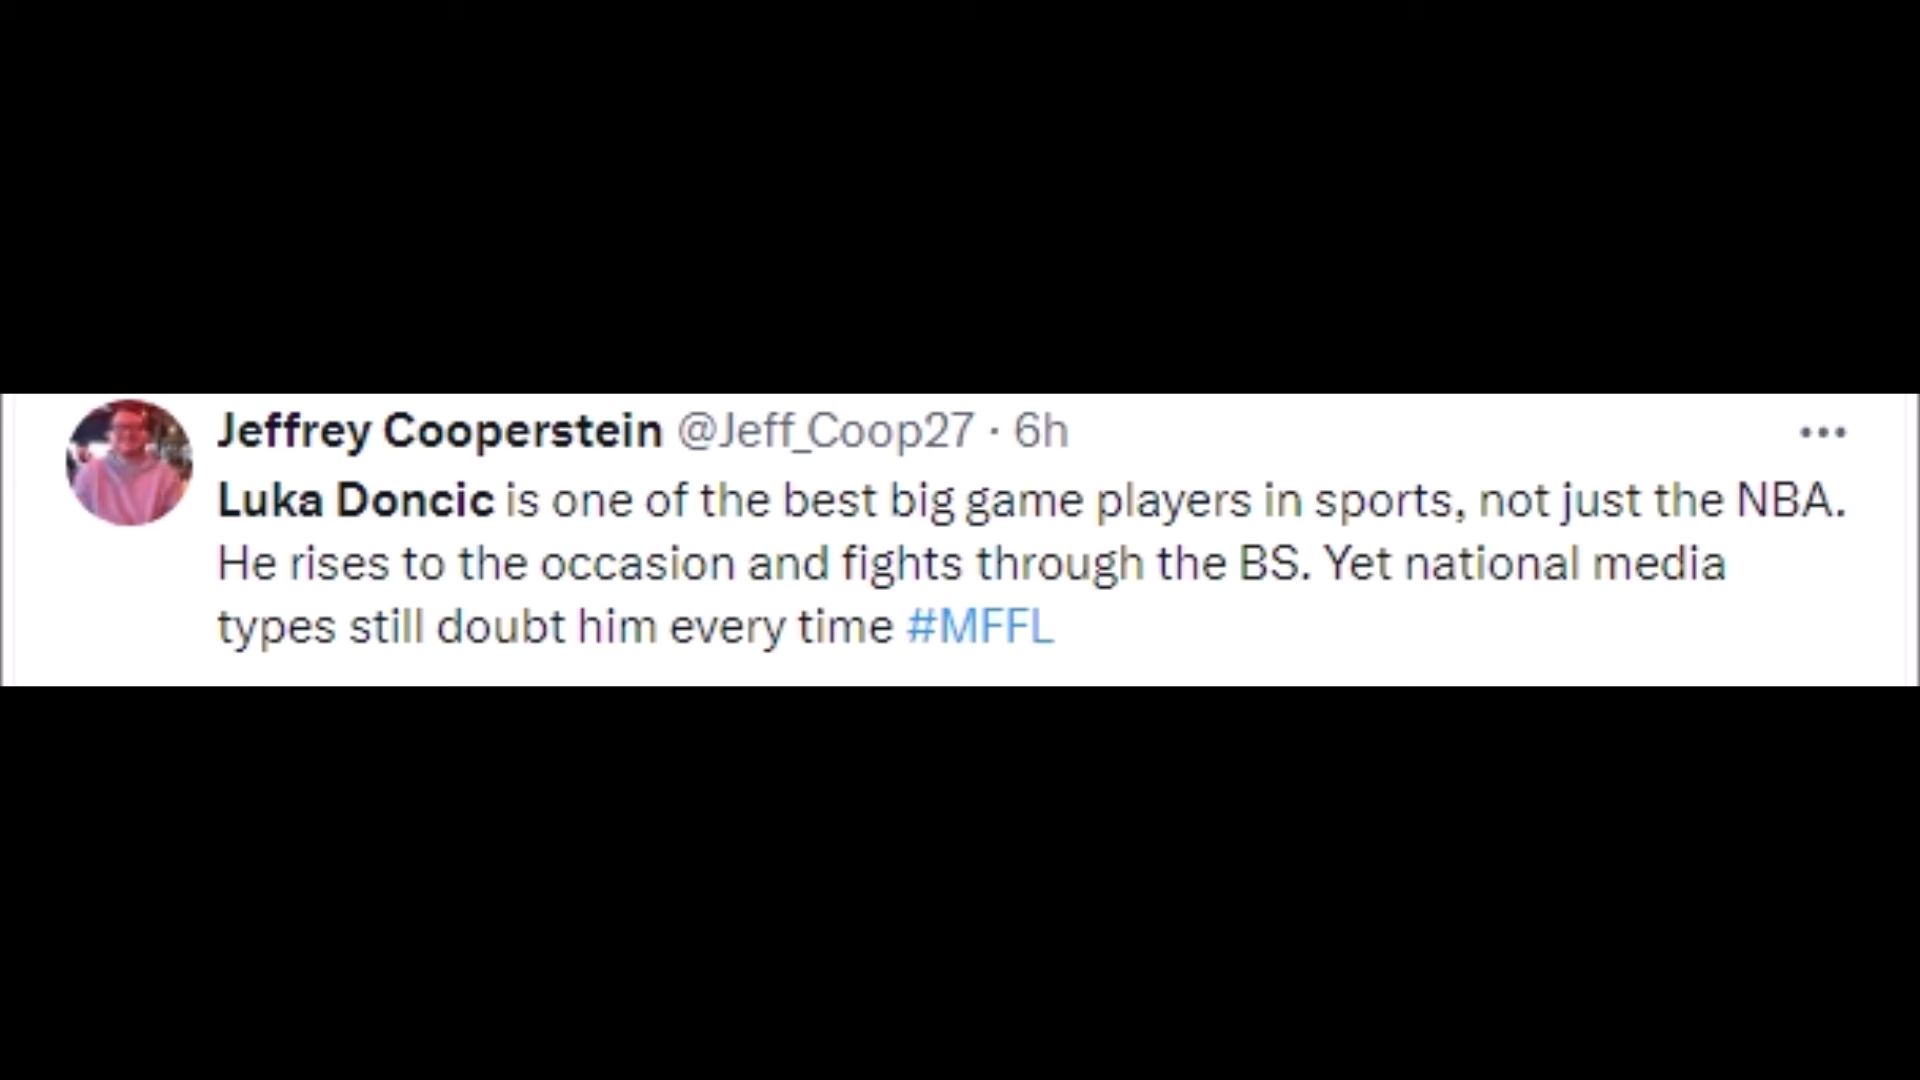 Jeffrey Cooperstein @Jeff_Coop27 · 6h
Luka Doncic is one of the best big game players in sports, not just the NBA.
He rises to the occasion and fights through the BS. Yet national media
types still doubt him every time #MFFL